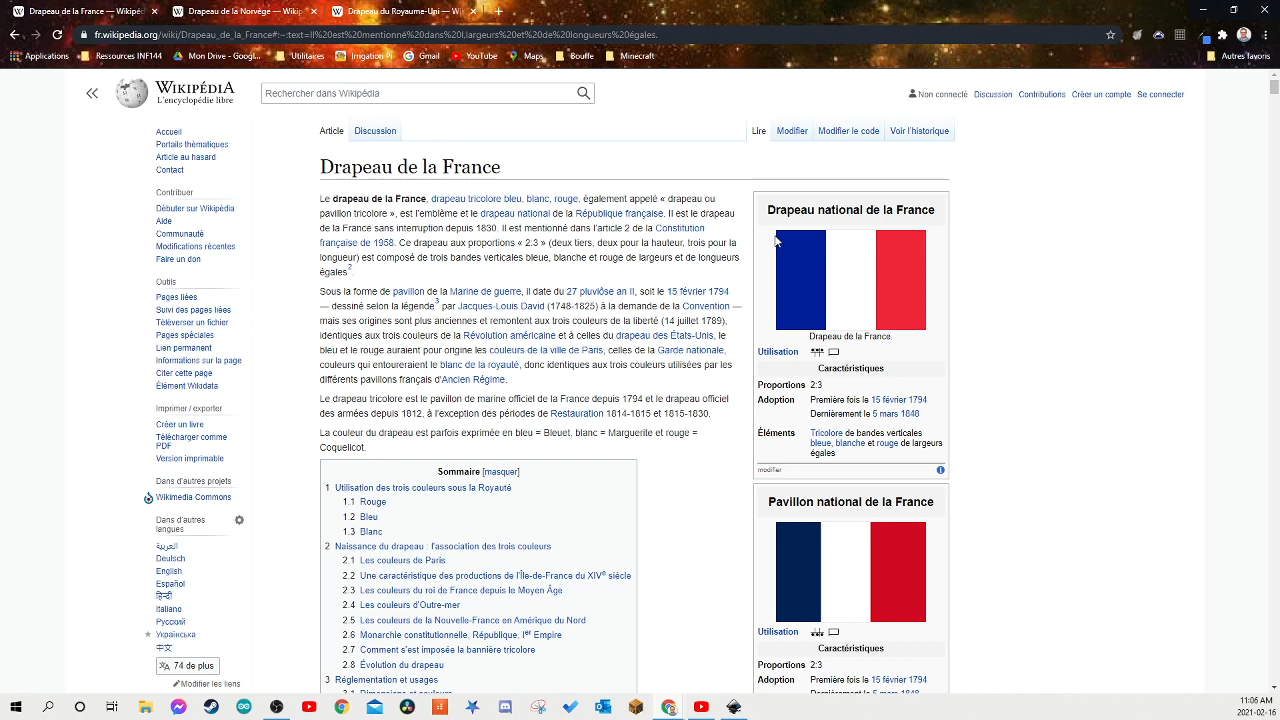 Drapeau de la France — Wikipéd
Drapeau de la Norvège — Wikip
Drapeau du Royaume-Uni — Wi
fr.wikipedia.org/wiki/Drapeau_de_la_France#:~:text=Il%20est%20mentionné%20dans%20l,largeurs%20et%20de%20longueurs%20égales.
Applications
Ressources INF144
Mon Drive - Googl...
Utilitaires
Irrigation Pi
Gmail
YouTube
Maps
Bouffe
Minecraft
Autres favoris
WIKIPÉDIA
L'encyclopédie libre
Rechercher dans Wikipédia
Non connecté Discussion Contributions Créer un compte Se connecter
Article Discussion
Lire Modifier Modifier le code Voir l'historique
Accueil
Portails thématiques
Article au hasard
Contact
Contribuer
Débuter sur Wikipédia
Aide
Communauté
Modifications récentes
Faire un don
Outils
Pages liées
Suivi des pages liées
Téléverser un fichier
Pages spéciales
Lien permanent
Informations sur la page
Citer cette page
Élément Wikidata
Imprimer / exporter
Créer un livre
Télécharger comme
PDF
Version imprimable
Dans d'autres projets
Wikimedia Commons
Dans d'autres
langues
العربية
Deutsch
English
Español
हिन्दी
Italiano
Русский
Українська
中文
74 de plus
Modifier les liens
Drapeau de la France
Le drapeau de la France, drapeau tricolore bleu, blanc, rouge, également appelé « drapeau ou
pavillon tricolore », est l'emblème et le drapeau national de la République française. Il est le drapeau
de la France sans interruption depuis 1830. Il est mentionné dans l'article 2 de la Constitution
française de 1958. Ce drapeau aux proportions « 2:3 » (deux tiers, deux pour la hauteur, trois pour la
longueur) est composé de trois bandes verticales bleue, blanche et rouge de largeurs et de longueurs
égales2.
Sous la forme de pavillon de la Marine de guerre, il date du 27 pluviôse an II, soit le 15 février 1794
— dessiné selon la légende3 par Jacques-Louis David (1748-1825) à la demande de la Convention —
mais ses origines sont plus anciennes et remontent aux trois couleurs de la liberté (14 juillet 1789),
identiques aux trois couleurs de la Révolution américaine et à celles du drapeau des États-Unis, le
bleu et le rouge auraient pour origine les couleurs de la ville de Paris, celles de la Garde nationale,
couleurs qui entoureraient le blanc de la royauté, donc identiques aux trois couleurs utilisées par les
différents pavillons français d'Ancien Régime.
Le drapeau tricolore est le pavillon de marine officiel de la France depuis 1794 et le drapeau officiel
des armées depuis 1812, à l'exception des périodes de Restauration 1814-1815 et 1815-1830.
La couleur du drapeau est parfois exprimée en bleu = Bleuet, blanc = Marguerite et rouge =
Coquelicot.
Sommaire [masquer]
1 Utilisation des trois couleurs sous la Royauté
1.1 Rouge
1.2 Bleu
1.3 Blanc
2 Naissance du drapeau : l'association des trois couleurs
2.1 Les couleurs de Paris
2.2 Une caractéristique des productions de l'Île-de-France du XIVe siècle
2.3 Les couleurs du roi de France depuis le Moyen Âge
2.4 Les couleurs d'Outre-mer
2.5 Les couleurs de la Nouvelle-France en Amérique du Nord
2.6 Monarchie constitutionnelle, République, Ier Empire
2.7 Comment s'est imposée la bannière tricolore
2.8 Évolution du drapeau
3 Réglementation et usages
3.1 Dimensions et couleurs
Drapeau national de la France
Drapeau de la France.
Utilisation
Caractéristiques
Proportions 2:3
Adoption Première fois le 15 février 1794
Dernièrement le 5 mars 1848
Éléments Tricolore de bandes verticales
bleue, blanche et rouge de largeurs
égales
modifier
Pavillon national de la France
Utilisation
Caractéristiques
Proportions 2:3
Adoption Première fois le 15 février 1794
Dernièrement le 5 mars 1848
11:06 AM
2021-02-16